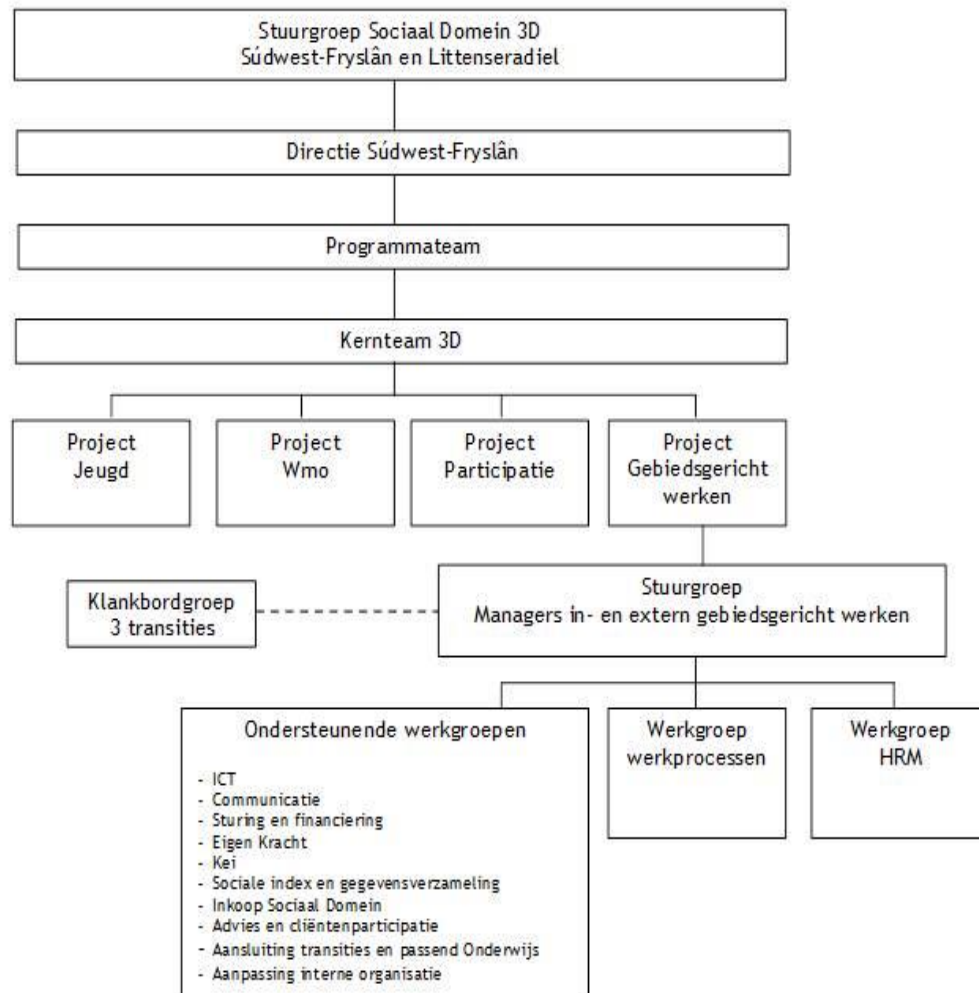 Stuurgroep Sociaal Domein 3D
Súdwest-Fryslân en Littenseradiel
Directie Súdwest-Fryslân
Programmateam
Kernteam 3D
Project
Jeugd
Project
Wmo
Project
Participatie
Project
Gebiedsgericht
werken
Stuurgroep
Managers in- en extern gebiedsgericht werken
Klankbordgroep
3 transities
Ondersteunende werkgroepen
- ICT
- Communicatie
- Sturing en financiering
- Eigen Kracht
- Kei
- Sociale index en gegevensverzameling
- Inkoop Sociaal Domein
- Advies en cliëntenparticipatie
- Aansluiting transities en passend Onderwijs
- Aanpassing interne organisatie
Werkgroep
werkprocessen
Werkgroep
HRM